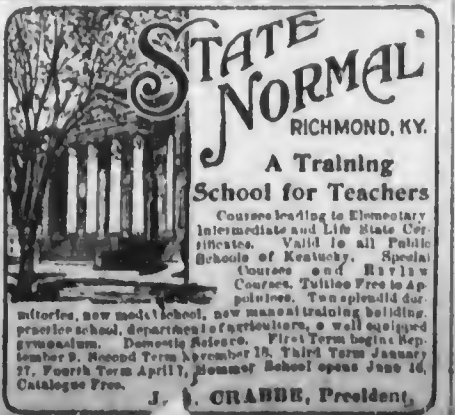 STATE
NORMAL
RICHMOND, KY.
A Training
School for Teachers
Courses leading to Elementary
Intermediate and Life State Cer-
tificates. Valid in all Public
Schools of Kentucky. Special
Courses and Review
Courses. Tuition Free to Ap-
pointees. Two splendid dor-
mitories, new model school, new manual training building,
practice school, department of agriculture, a well equipped
gymnasium. Domestic Science. First Term begins Sep-
tember 9, Second Term November 18, Third Term January
27, Fourth Term April 7, Summer School opens June 16.
Catalogue Free.
J. CRABBE, President,